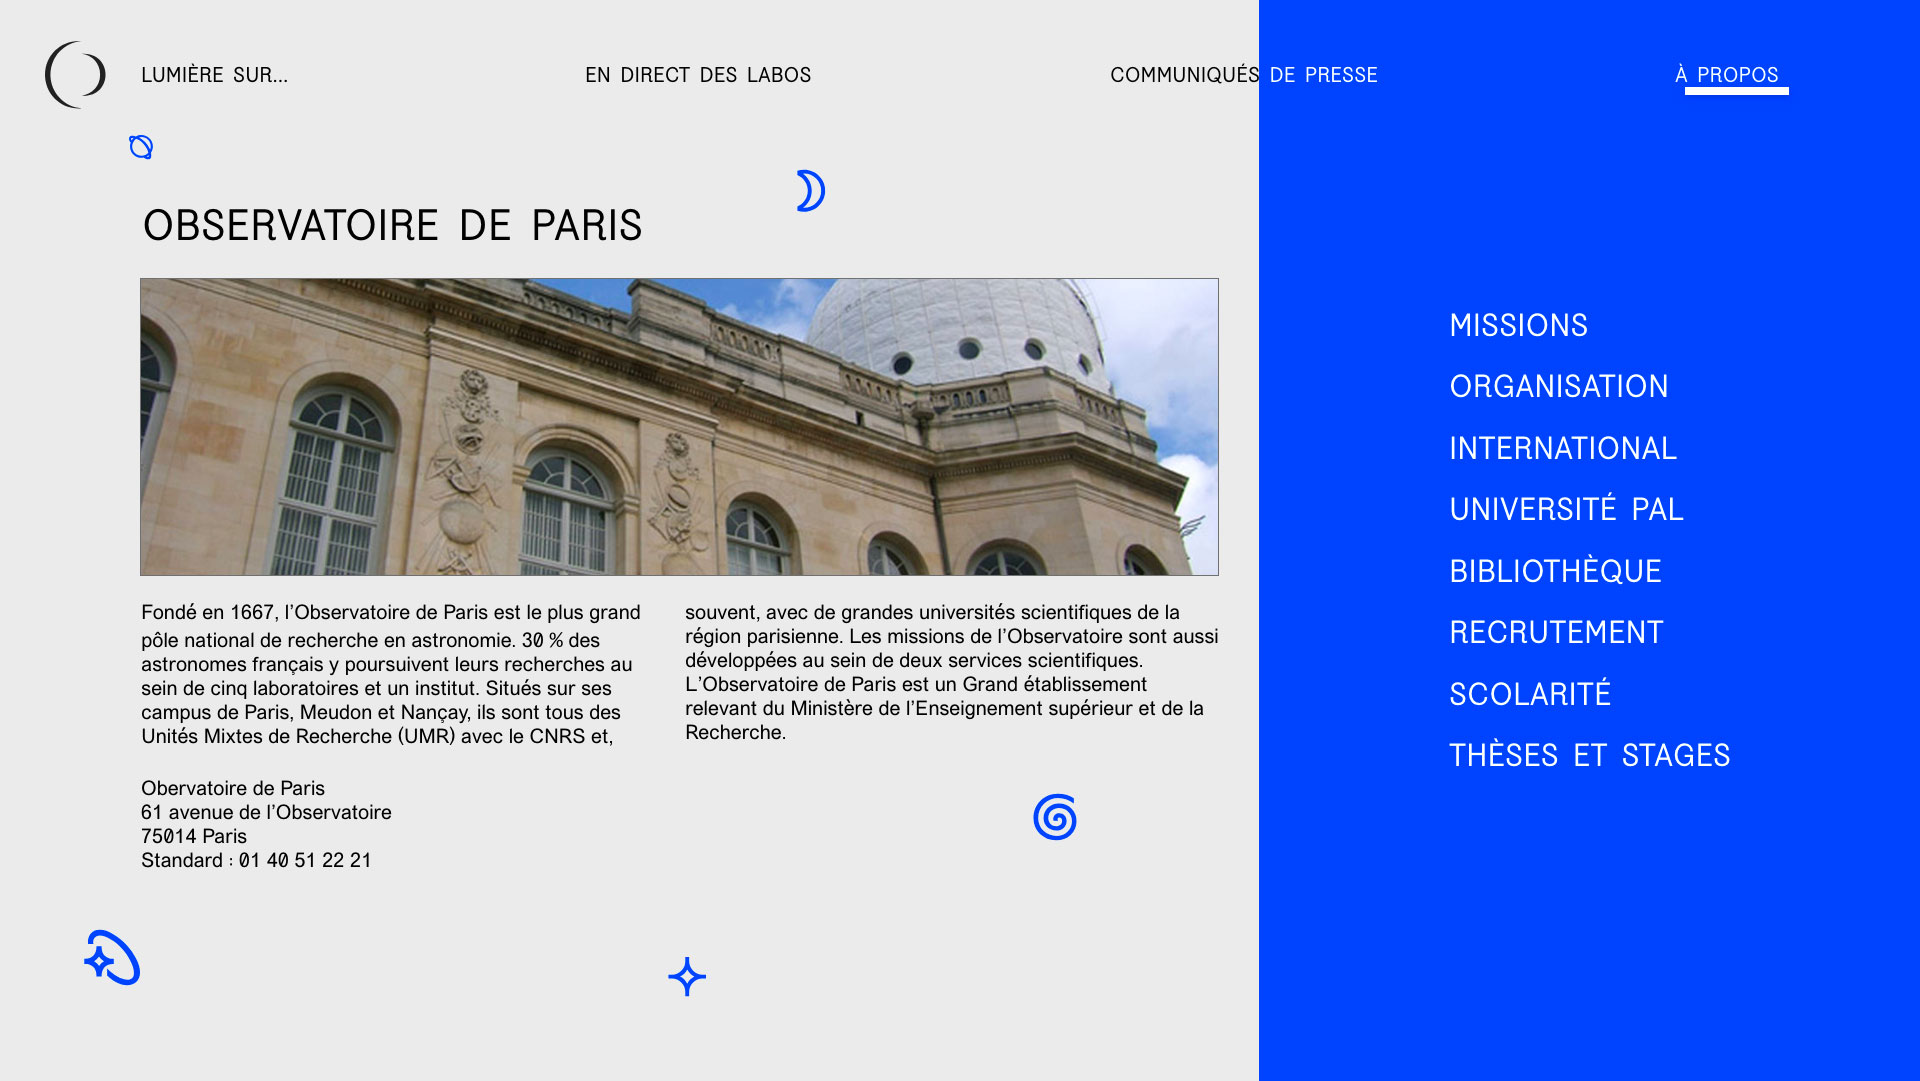 LUMIÈRE SUR...
EN DIRECT DES LABOS
COMMUNIQUÉS DE PRESSE
À PROPOS
OBSERVATOIRE DE PARIS
Fondé en 1667, l’Observatoire de Paris est le plus grand
pôle national de recherche en astronomie. 30 % des
astronomes français y poursuivent leurs recherches au
sein de cinq laboratoires et un institut. Situés sur ses
campus de Paris, Meudon et Nançay, ils sont tous des
Unités Mixtes de Recherche (UMR) avec le CNRS et,
souvent, avec de grandes universités scientifiques de la
région parisienne. Les missions de l’Observatoire sont aussi
développées au sein de deux services scientifiques.
L’Observatoire de Paris est un Grand établissement
relevant du Ministère de l’Enseignement supérieur et de la
Recherche.
Obervatoire de Paris
61 avenue de l’Observatoire
75014 Paris
Standard : 01 40 51 22 21
MISSIONS
ORGANISATION
INTERNATIONAL
UNIVERSITÉ PAL
BIBLIOTHÈQUE
RECRUTEMENT
SCOLARITÉ
THÈSES ET STAGES